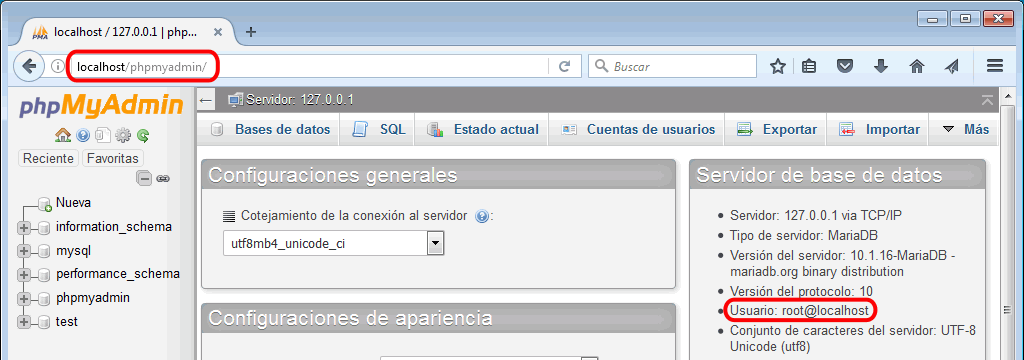 localhost / 127.0.0.1 | php...
localhost/phpmyadmin/
Buscar
phpMyAdmin
Reciente
Favoritas
Nueva
information_schema
mysql
performance_schema
phpmyadmin
test
Servidor: 127.0.0.1
Bases de datos
SQL
Estado actual
Cuentas de usuarios
Exportar
Importar
Más
Configuraciones generales
Cotejamiento de la conexión al servidor :
utf8mb4_unicode_ci
Configuraciones de apariencia
Servidor de base de datos
Servidor: 127.0.0.1 via TCP/IP
Tipo de servidor: MariaDB
Versión del servidor: 10.1.16-MariaDB -
mariadb.org binary distribution
Versión del protocolo: 10
Usuario: root@localhost
Conjunto de caracteres del servidor: UTF-8
Unicode (utf8)